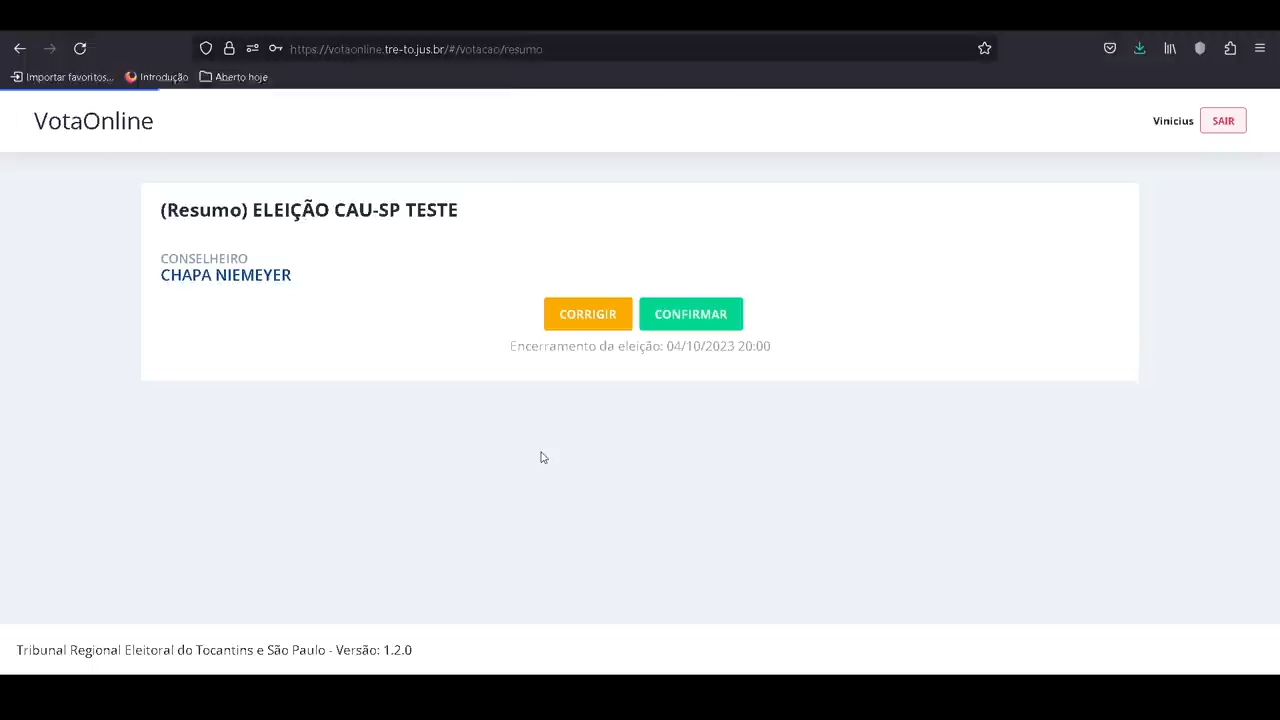 https://votaonline.tre-to.jus.br/#/votacao/resumo
Importar favoritos... Introdução Aberto hoje
VotaOnline
Vinicius SAIR
(Resumo) ELEIÇÃO CAU-SP TESTE
CONSELHEIRO
CHAPA NIEMEYER
CORRIGIR CONFIRMAR
Encerramento da eleição: 04/10/2023 20:00
Tribunal Regional Eleitoral do Tocantins e São Paulo - Versão: 1.2.0